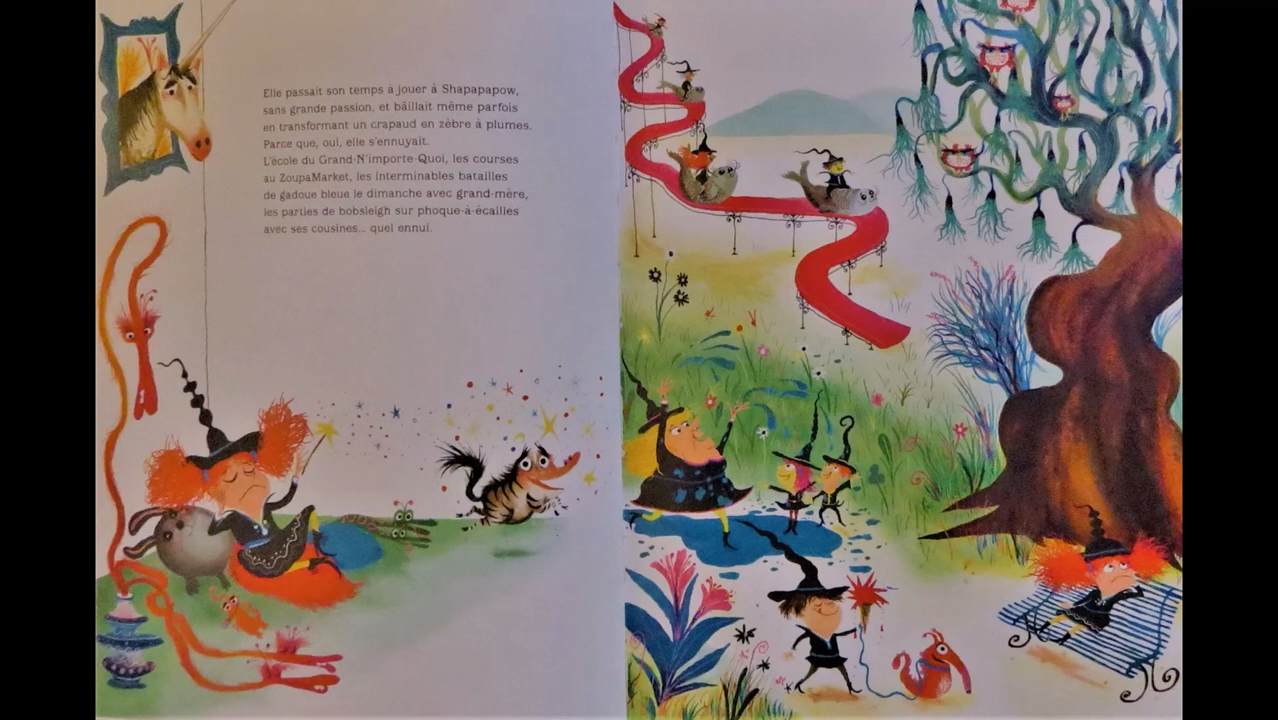 Elle passait son temps à jouer à Shapapapow,
sans grande passion, et bâillait même parfois
en transformant un crapaud en zèbre à plumes.
Parce que, oui, elle s'ennuyait.
L'école du Grand-N'importe-Quoi, les courses
au ZoupaMarket, les interminables batailles
de gadoue bleue le dimanche avec grand-mère,
les parties de bobsleigh sur phoque-à-écailles
avec ses cousines... quel ennui.